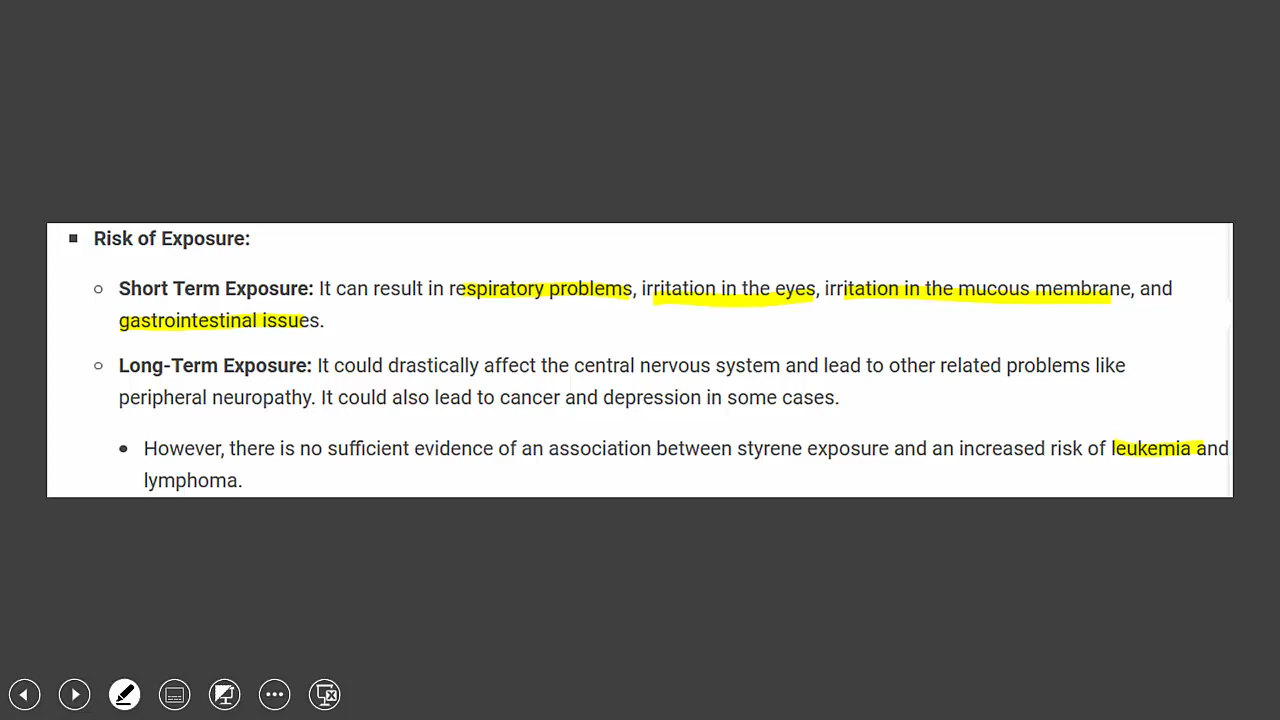 Risk of Exposure:
Short Term Exposure: It can result in respiratory problems, irritation in the eyes, irritation in the mucous membrane, and
gastrointestinal issues.
Long-Term Exposure: It could drastically affect the central nervous system and lead to other related problems like
peripheral neuropathy. It could also lead to cancer and depression in some cases.
However, there is no sufficient evidence of an association between styrene exposure and an increased risk of leukemia and
lymphoma.